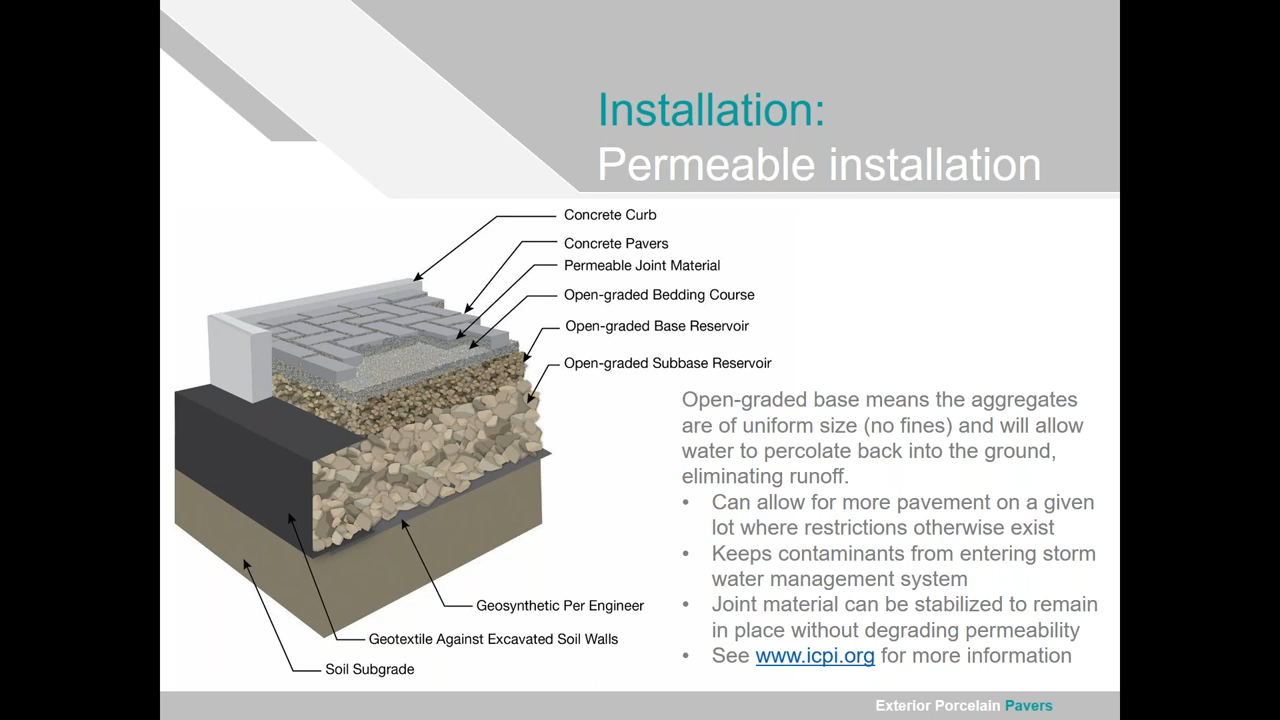 Installation:
Permeable installation
Concrete Curb
Concrete Pavers
Permeable Joint Material
Open-graded Bedding Course
Open-graded Base Reservoir
Open-graded Subbase Reservoir
Open-graded base means the aggregates
are of uniform size (no fines) and will allow
water to percolate back into the ground,
eliminating runoff.
• Can allow for more pavement on a given
lot where restrictions otherwise exist
• Keeps contaminants from entering storm
water management system
• Joint material can be stabilized to remain
in place without degrading permeability
• See www.icpi.org for more information
Geosynthetic Per Engineer
Geotextile Against Excavated Soil Walls
Soil Subgrade
Exterior Porcelain Pavers